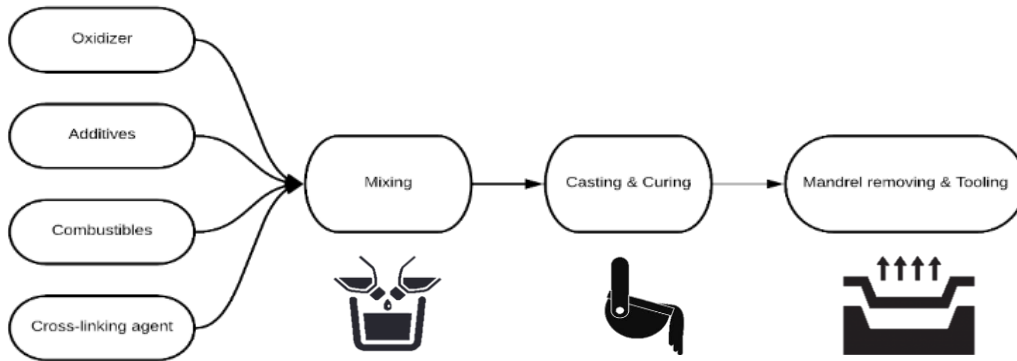 Oxidizer
Additives
Combustibles
Cross-linking agent
Mixing
Casting & Curing
Mandrel removing & Tooling